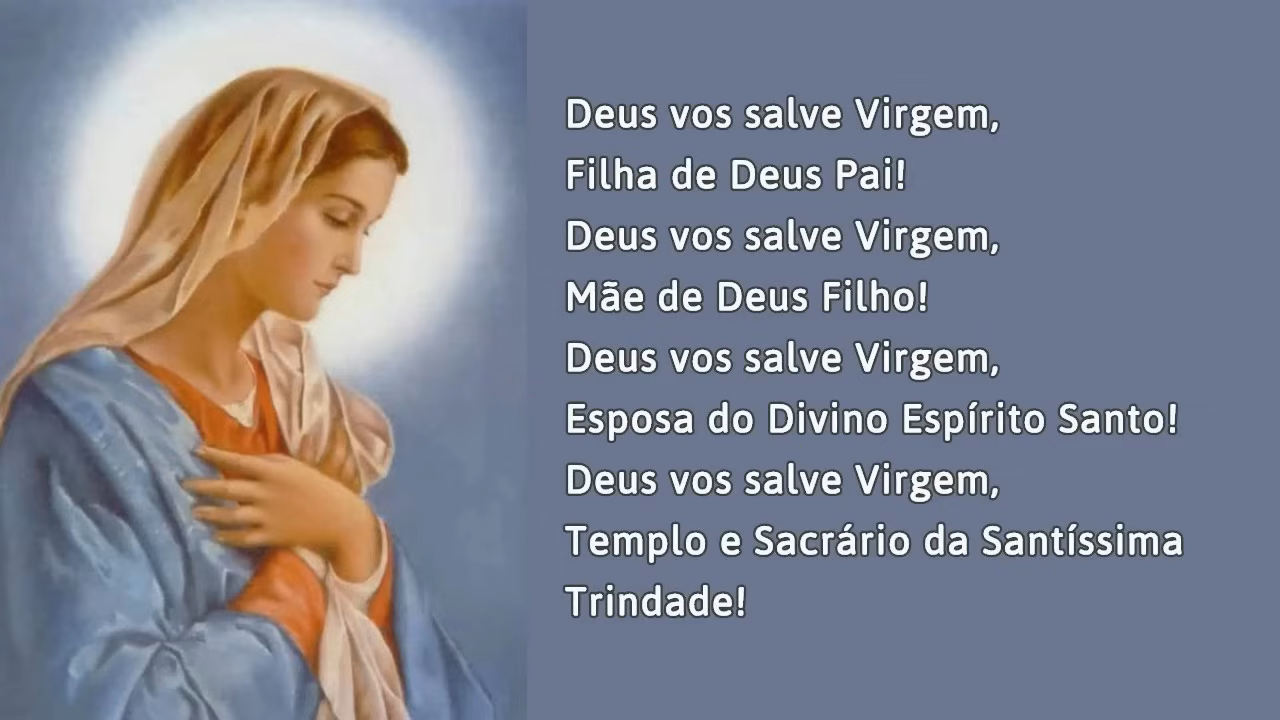 Deus vos salve Virgem,
Filha de Deus Pai!
Deus vos salve Virgem,
Mãe de Deus Filho!
Deus vos salve Virgem,
Esposa do Divino Espírito Santo!
Deus vos salve Virgem,
Templo e Sacrário da Santíssima
Trindade!